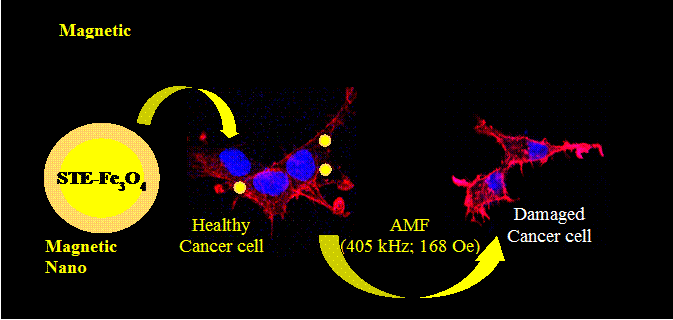 Magnetic
STE-Fe₃O₄
Magnetic
Nano
Healthy
Cancer cell
AMF
(405 kHz; 168 Oe)
Damaged
Cancer cell